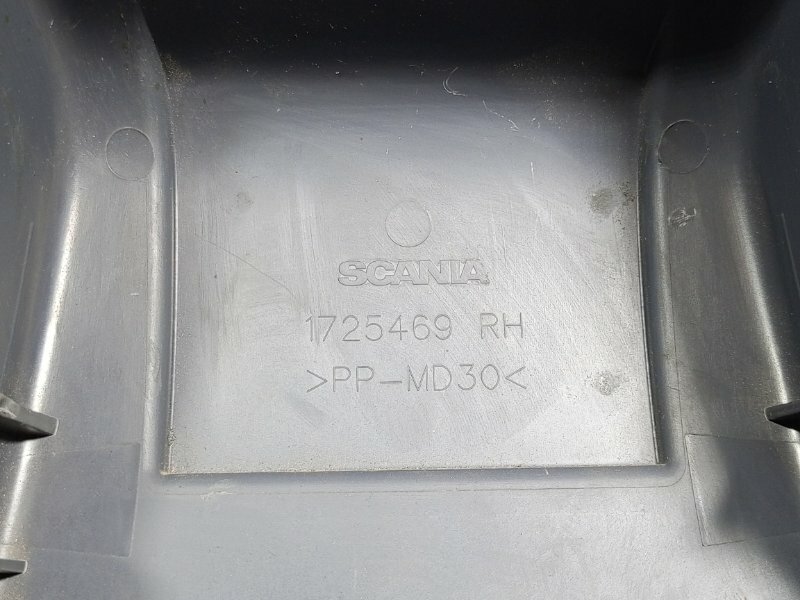 SCANIA
1725469 RH
>PP-MD30<